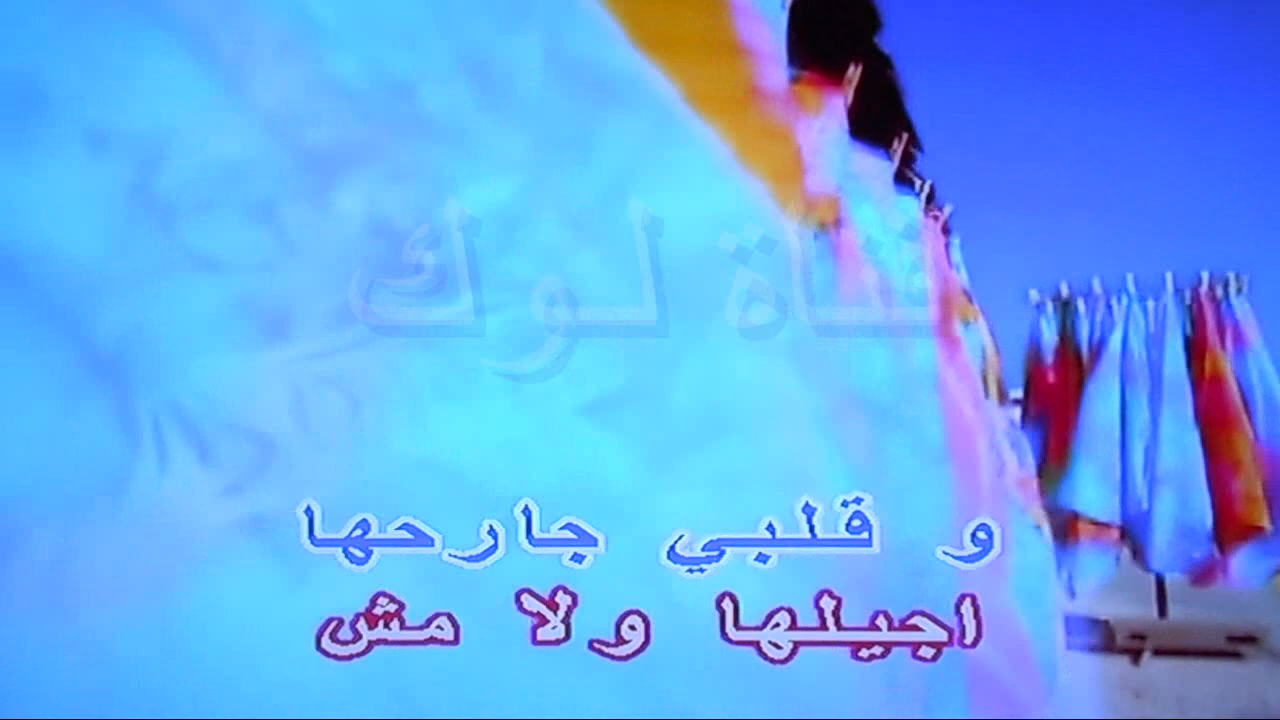 قناة لوك
و قلبي جارحها
اجيلها ولا مش